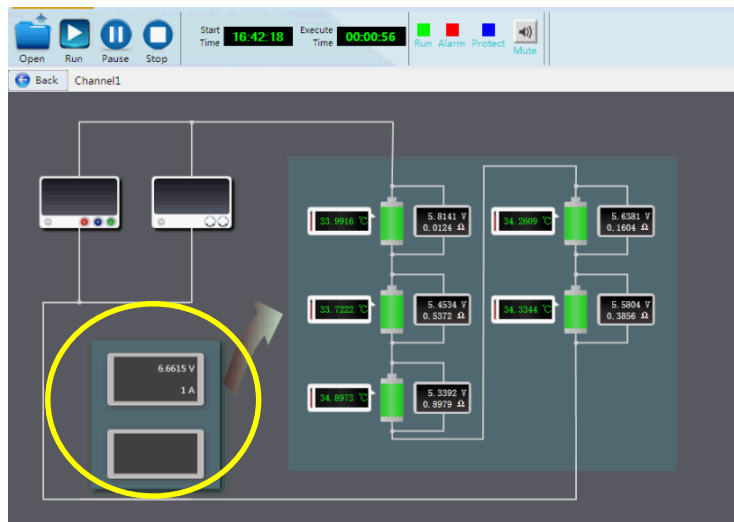 Start Time 16:42:18 Execute Time 00:00:56
Open Run Pause Stop Run Alarm Protect Mute
Back Channel1
33.9916 ℃ 5.8141 V 34.2609 ℃ 5.6381 V
0.0124 Ω 0.1604 Ω
33.7222 ℃ 5.4534 V 34.3344 ℃ 5.5804 V
0.5372 Ω 0.3856 Ω
6.6615 V
1 A
34.8973 ℃ 5.3392 V
0.8979 Ω